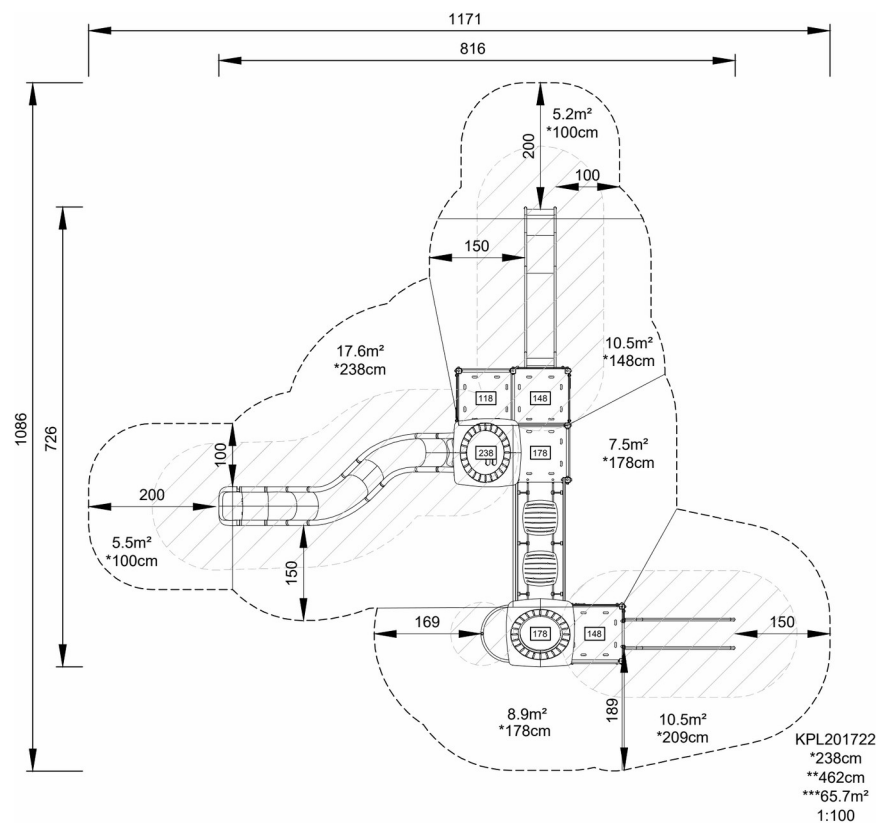 1171
816
5.2m²
*100cm
200
100
150
17.6m²
*238cm
10.5m²
*148cm
118
148
1086
726
100
238
178
7.5m²
*178cm
200
5.5m²
*100cm
150
169
178
148
150
189
8.9m²
*178cm
10.5m²
*209cm
KPL201722
*238cm
**462cm
***65.7m²
1:100